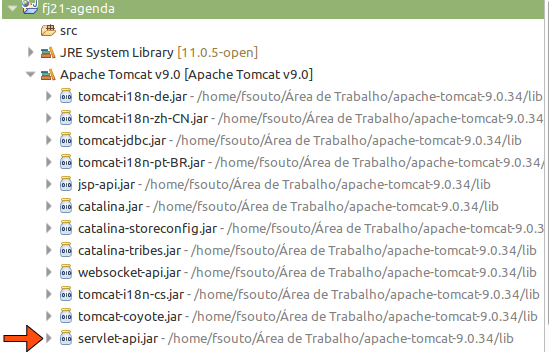 fj21-agenda
src
JRE System Library [11.0.5-open]
Apache Tomcat v9.0 [Apache Tomcat v9.0]
tomcat-i18n-de.jar - /home/fsouto/Área de Trabalho/apache-tomcat-9.0.34/lib
tomcat-i18n-zh-CN.jar - /home/fsouto/Área de Trabalho/apache-tomcat-9.0.34/
tomcat-jdbc.jar - /home/fsouto/Área de Trabalho/apache-tomcat-9.0.34/lib
tomcat-i18n-pt-BR.jar - /home/fsouto/Área de Trabalho/apache-tomcat-9.0.34/
jsp-api.jar - /home/fsouto/Área de Trabalho/apache-tomcat-9.0.34/lib
catalina.jar - /home/fsouto/Área de Trabalho/apache-tomcat-9.0.34/lib
catalina-storeconfig.jar - /home/fsouto/Área de Trabalho/apache-tomcat-9.0.34/
catalina-tribes.jar - /home/fsouto/Área de Trabalho/apache-tomcat-9.0.34/lib
websocket-api.jar - /home/fsouto/Área de Trabalho/apache-tomcat-9.0.34/lib
tomcat-i18n-cs.jar - /home/fsouto/Área de Trabalho/apache-tomcat-9.0.34/lib
tomcat-coyote.jar - /home/fsouto/Área de Trabalho/apache-tomcat-9.0.34/lib
servlet-api.jar - /home/fsouto/Área de Trabalho/apache-tomcat-9.0.34/lib